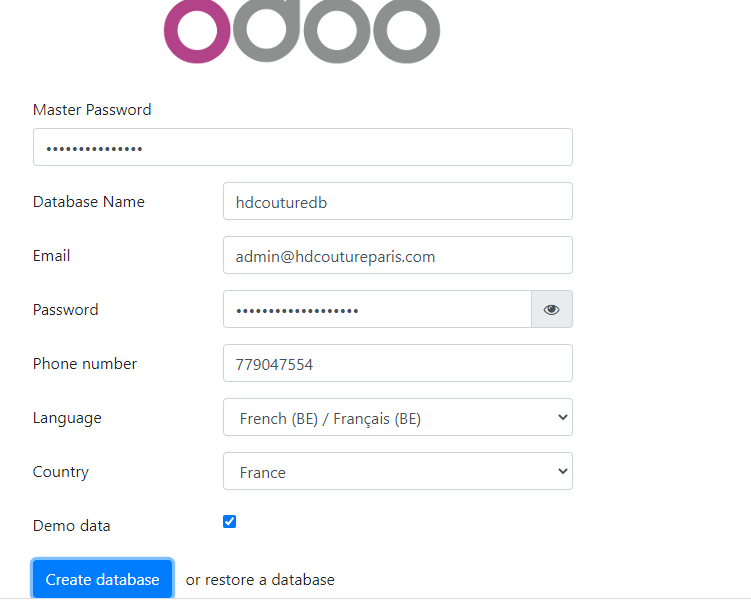 odoo
Master Password
•••••••••••••••
Database Name hdcouturedb
Email admin@hdcoutureparis.com
Password •••••••••••••••••••
Phone number 779047554
Language French (BE) / Français (BE)
Country France
Demo data
Create database or restore a database